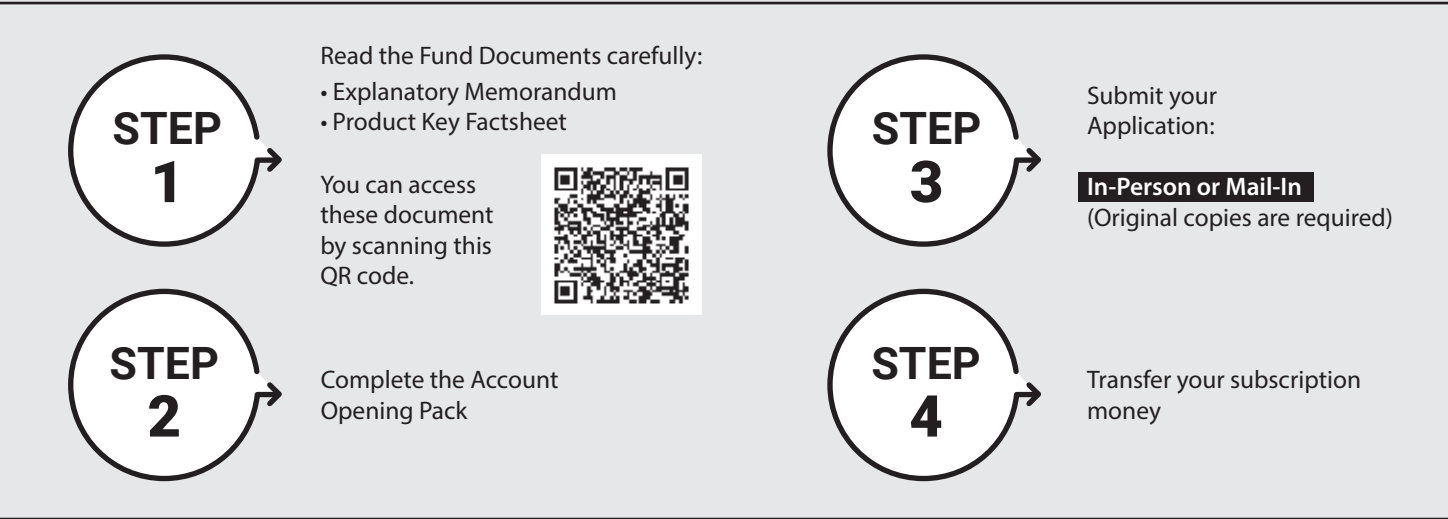 STEP
1
Read the Fund Documents carefully:
• Explanatory Memorandum
• Product Key Factsheet
You can access
these document
by scanning this
QR code.
STEP
2
Complete the Account
Opening Pack
STEP
3
Submit your
Application:
In-Person or Mail-In
(Original copies are required)
STEP
4
Transfer your subscription
money